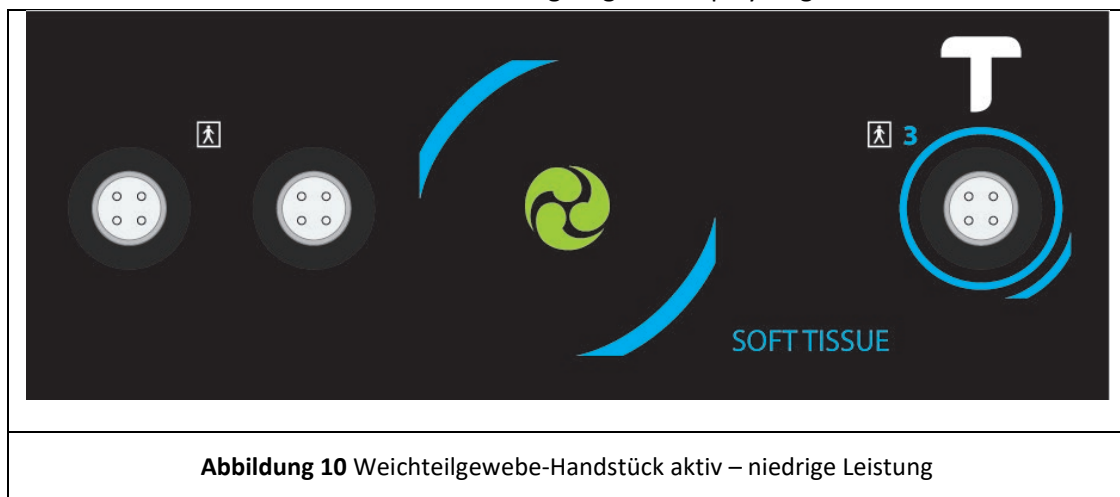 T
3
SOFT TISSUE
Abbildung 10 Weichteilgewebe-Handstück aktiv – niedrige Leistung